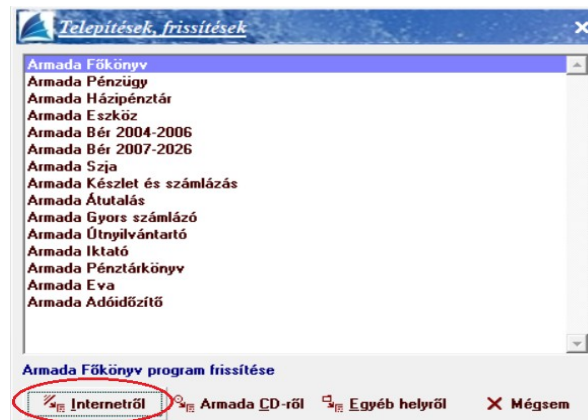 Telepítések, frissítések
Armada Főkönyv
Armada Pénzügy
Armada Házipénztár
Armada Eszköz
Armada Bér 2004-2006
Armada Bér 2007-2026
Armada Szja
Armada Készlet és számlázás
Armada Átutalás
Armada Gyors számlázó
Armada Útnyilvántartó
Armada Iktató
Armada Pénztárkönyv
Armada Eva
Armada Adóidőzítő
Armada Főkönyv program frissítése
Internetről Armada CD-ről Egyéb helyről Mégsem